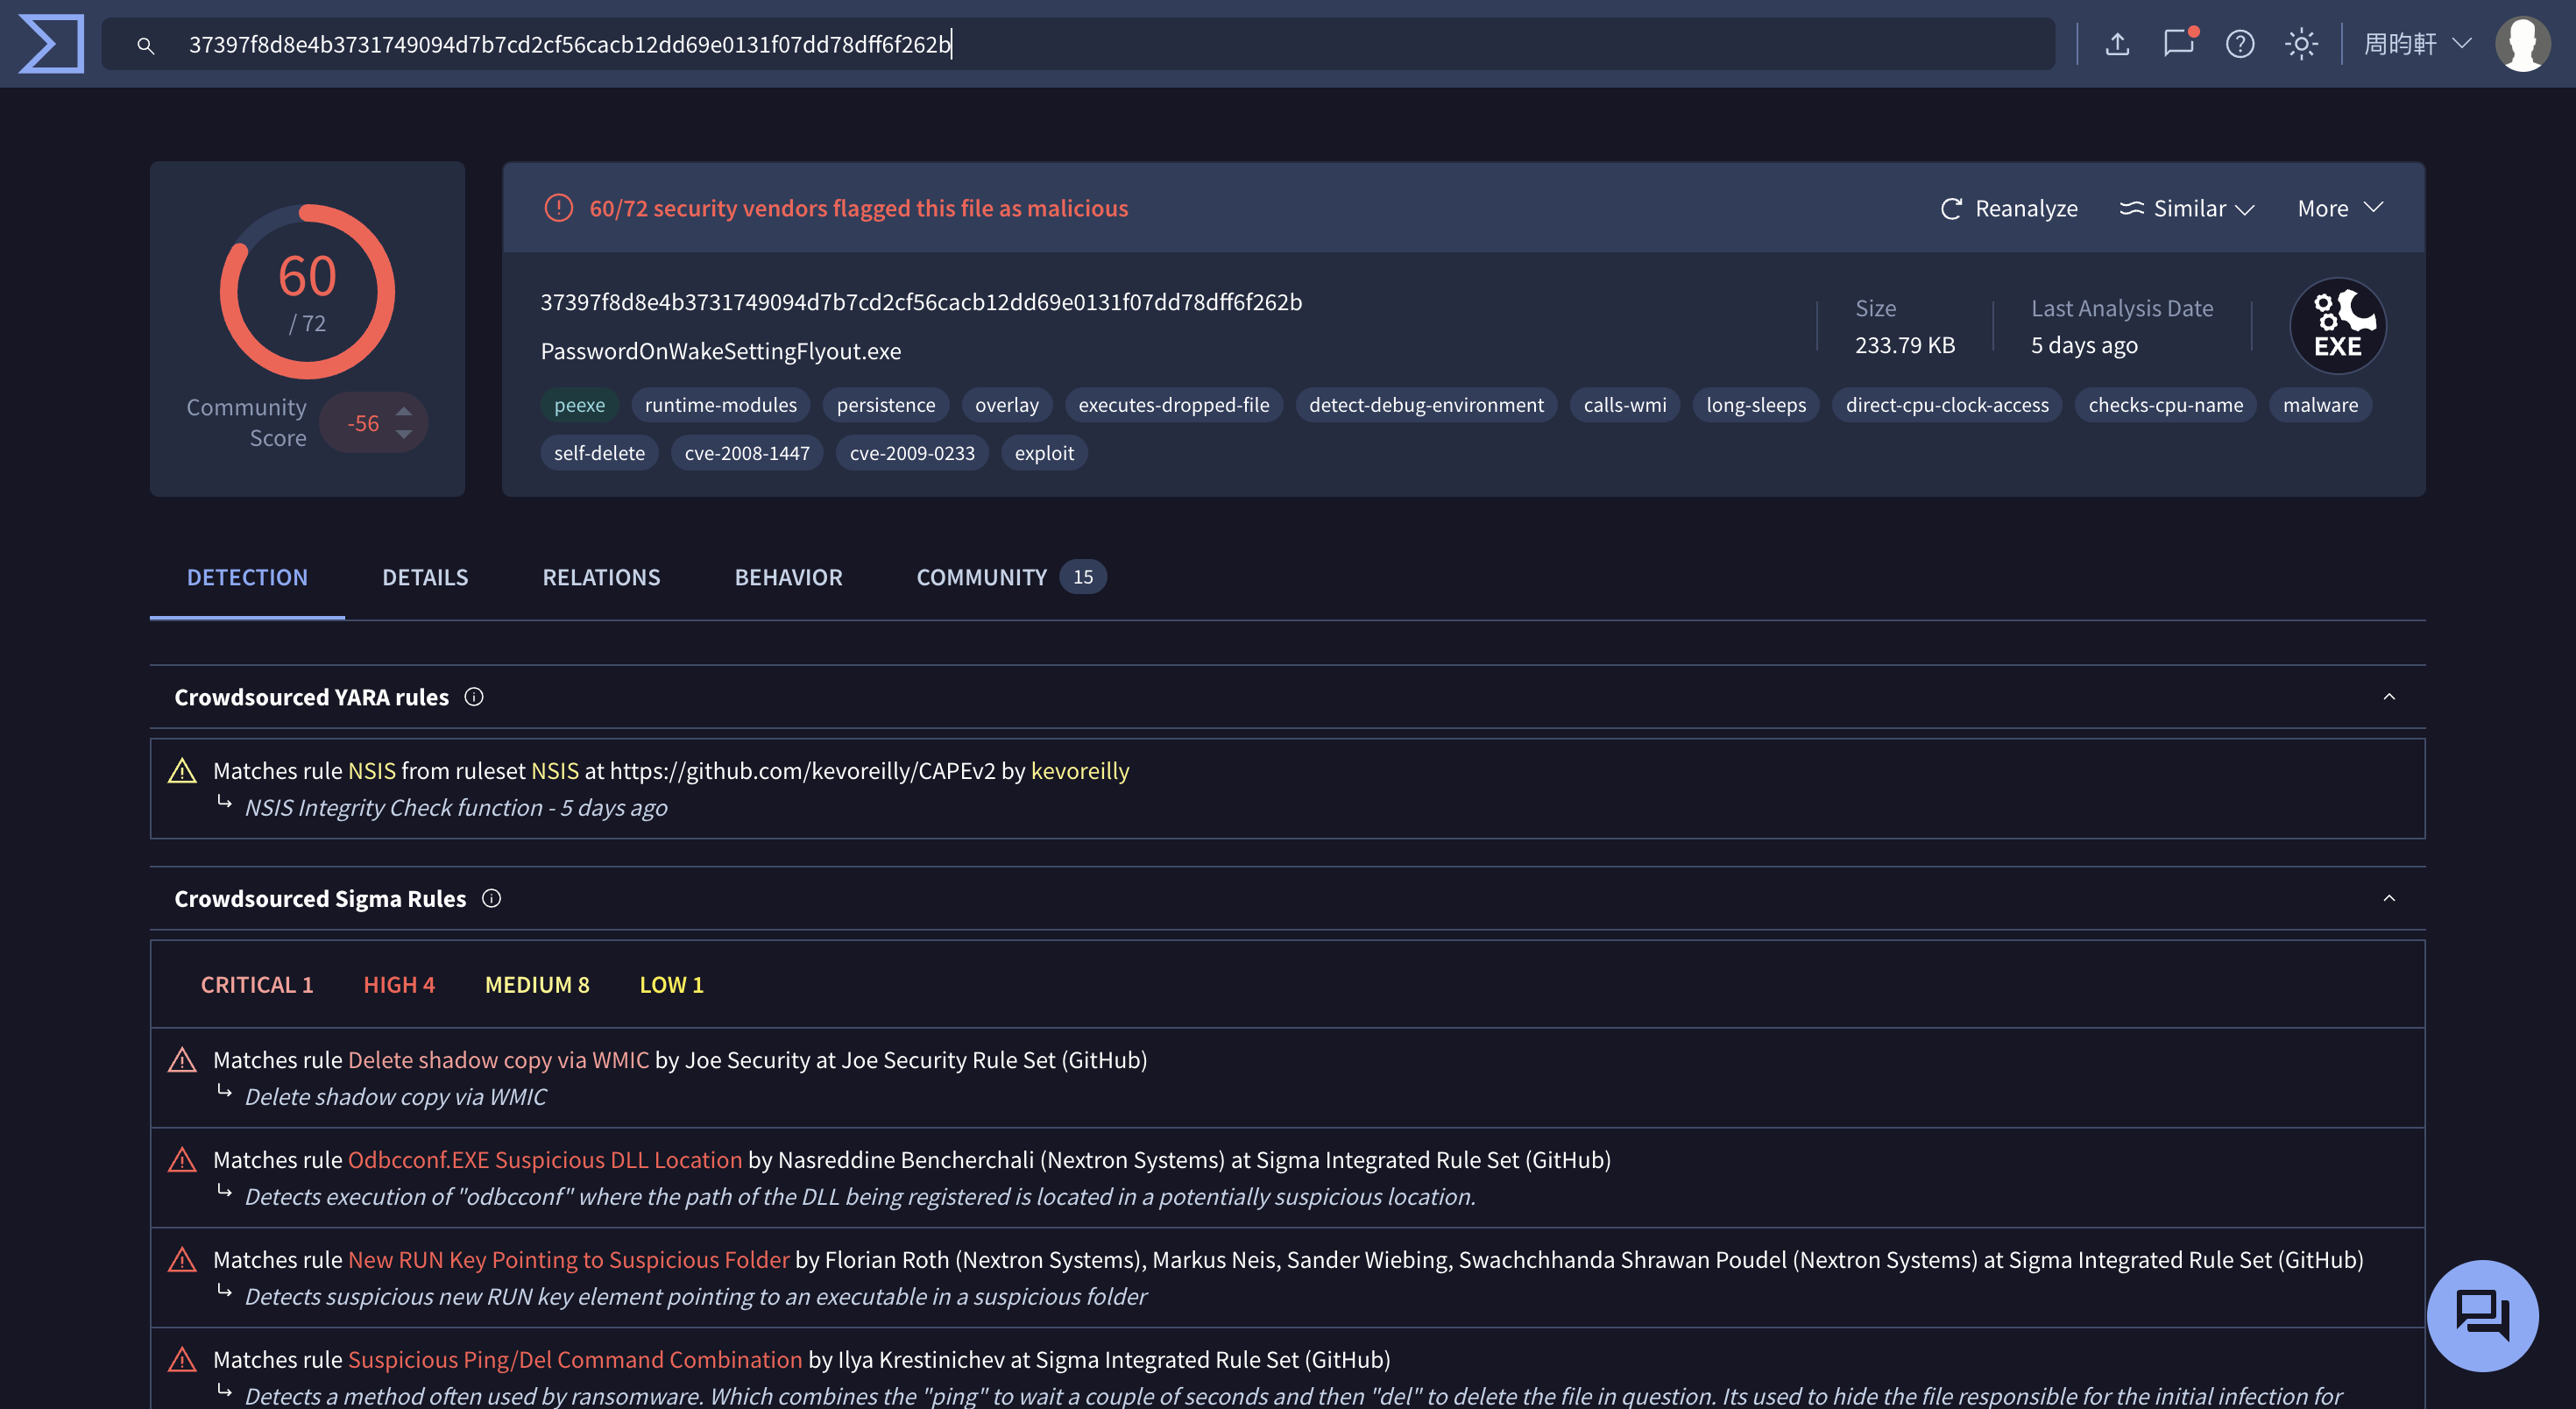 37397f8d8e4b3731749094d7b7cd2cf56cacb12dd69e0131f07dd78dff6f262b
周昀軒
60
/ 72
Community
Score
-56
60/72 security vendors flagged this file as malicious
Reanalyze
Similar
More
37397f8d8e4b3731749094d7b7cd2cf56cacb12dd69e0131f07dd78dff6f262b
PasswordOnWakeSettingFlyout.exe
Size
233.79 KB
Last Analysis Date
5 days ago
EXE
peexe runtime-modules persistence overlay executes-dropped-file detect-debug-environment calls-wmi long-sleeps direct-cpu-clock-access checks-cpu-name malware
self-delete cve-2008-1447 cve-2009-0233 exploit
DETECTION DETAILS RELATIONS BEHAVIOR COMMUNITY 15
Crowdsourced YARA rules
Matches rule NSIS from ruleset NSIS at https://github.com/kevoreilly/CAPEv2 by kevoreilly
NSIS Integrity Check function - 5 days ago
Crowdsourced Sigma Rules
CRITICAL 1 HIGH 4 MEDIUM 8 LOW 1
Matches rule Delete shadow copy via WMIC by Joe Security at Joe Security Rule Set (GitHub)
Delete shadow copy via WMIC
Matches rule Odbcconf.EXE Suspicious DLL Location by Nasreddine Bencherchali (Nextron Systems) at Sigma Integrated Rule Set (GitHub)
Detects execution of "odbcconf" where the path of the DLL being registered is located in a potentially suspicious location.
Matches rule New RUN Key Pointing to Suspicious Folder by Florian Roth (Nextron Systems), Markus Neis, Sander Wiebing, Swachchhanda Shrawan Poudel (Nextron Systems) at Sigma Integrated Rule Set (GitHub)
Detects suspicious new RUN key element pointing to an executable in a suspicious folder
Matches rule Suspicious Ping/Del Command Combination by Ilya Krestinichev at Sigma Integrated Rule Set (GitHub)
Detects a method often used by ransomware. Which combines the "ping" to wait a couple of seconds and then "del" to delete the file in question. Its used to hide the file responsible for the initial infection for